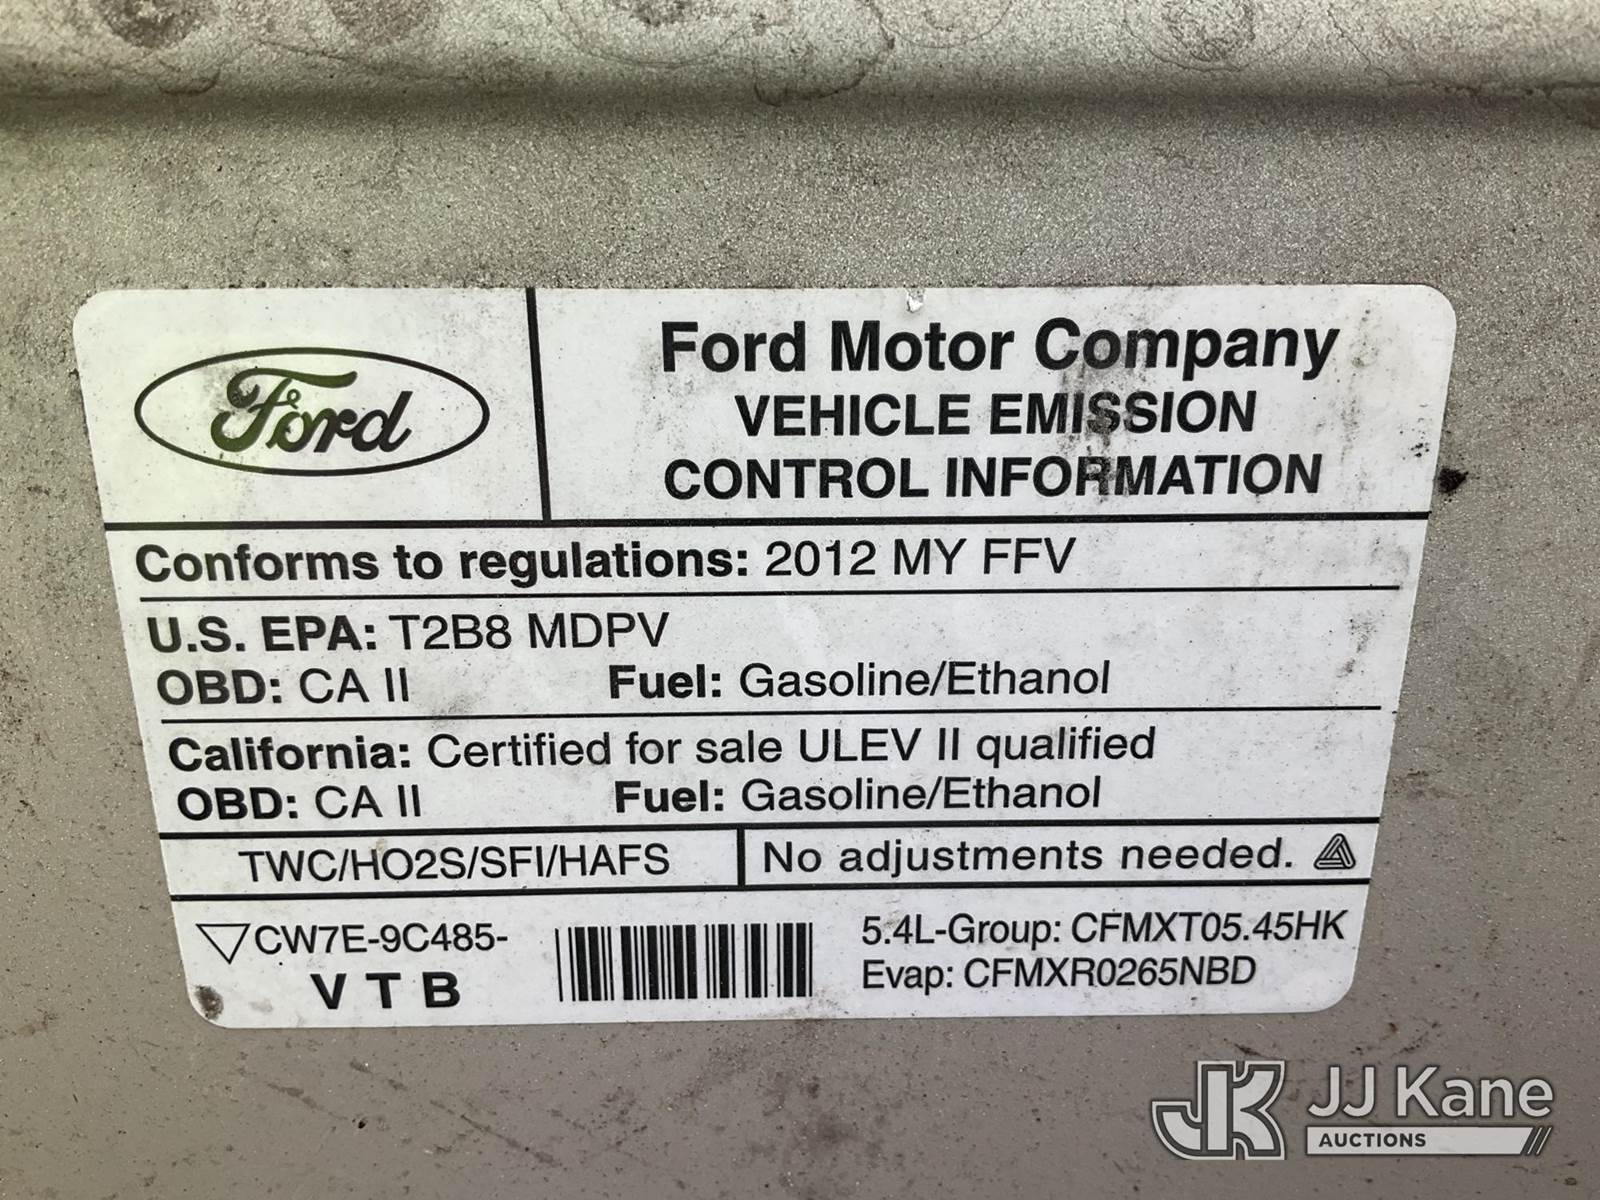 Ford
Ford Motor Company
VEHICLE EMISSION
CONTROL INFORMATION
Conforms to regulations: 2012 MY FFV
U.S. EPA: T2B8 MDPV
OBD: CA II Fuel: Gasoline/Ethanol
California: Certified for sale ULEV II qualified
OBD: CA II Fuel: Gasoline/Ethanol
TWC/HO2S/SFI/HAFS No adjustments needed.
CW7E-9C485-
V T B
5.4L-Group: CFMXT05.45HK
Evap: CFMXR0265NBD
JK JJ Kane
AUCTIONS